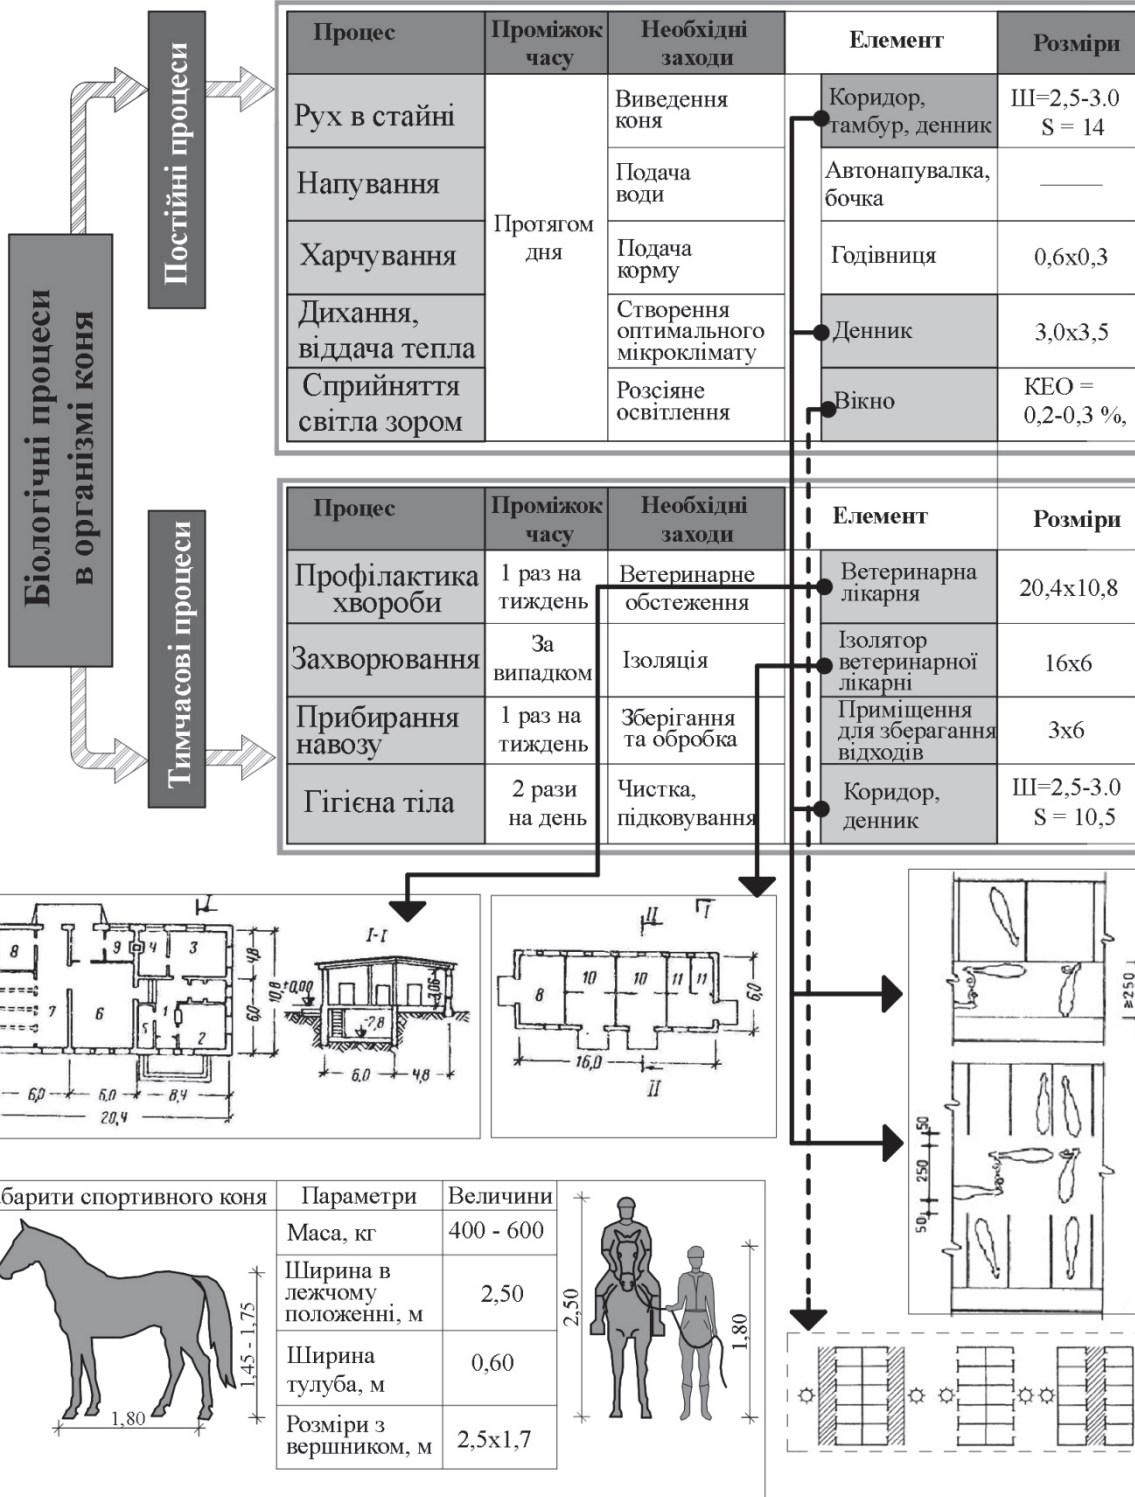 Біологічні процеси
в організмі коня
Постійні процеси
Процес
Проміжок
часу
Необхідні
заходи
Елемент
Розміри
Рух в стайні
Протягом
дня
Виведення
коня
Коридор,
тамбур, денник
Ш=2,5-3.0
S = 14
Напування
Подача
води
Автонапувалка,
бочка
Харчування
Подача
корму
Годівниця
0,6х0,3
Дихання,
віддача тепла
Створення
оптимального
мікроклімату
Денник
3,0х3,5
Сприйняття
світла зором
Розсіяне
освітлення
Вікно
КЕО =
0,2-0,3 %,
Тимчасові процеси
Процес
Проміжок
часу
Необхідні
заходи
Елемент
Розміри
Профілактика
хвороби
1 раз на
тиждень
Ветеринарне
обстеження
Ветеринарна
лікарня
20,4х10,8
Захворювання
За
випадком
Ізоляція
Ізолятор
ветеринарної
лікарні
16х6
Прибирання
навозу
1 раз на
тиждень
Зберігання
та обробка
Приміщення
для зберагання
відходів
3х6
Гігієна тіла
2 рази
на день
Чистка,
підковування
Коридор,
денник
Ш=2,5-3.0
S = 10,5
I
8
9
4
3
7
6
5
1
2
4,8
6,0
10,8
6,0
6,0
8,4
20,4
I-I
±0,00
3,06
-2,8
6.0
4,8
II
I
8
10
10
11
11
6,0
16,0
II
≥250
50
250
50
абарити спортивного коня
Параметри
Величини
Маса, кг
400 - 600
Ширина в
лежчому
положенні, м
2,50
Ширина
тулуба, м
0,60
Розміри з
вершником, м
2,5х1,7
1,45 - 1,75
1,80
2,50
1,80